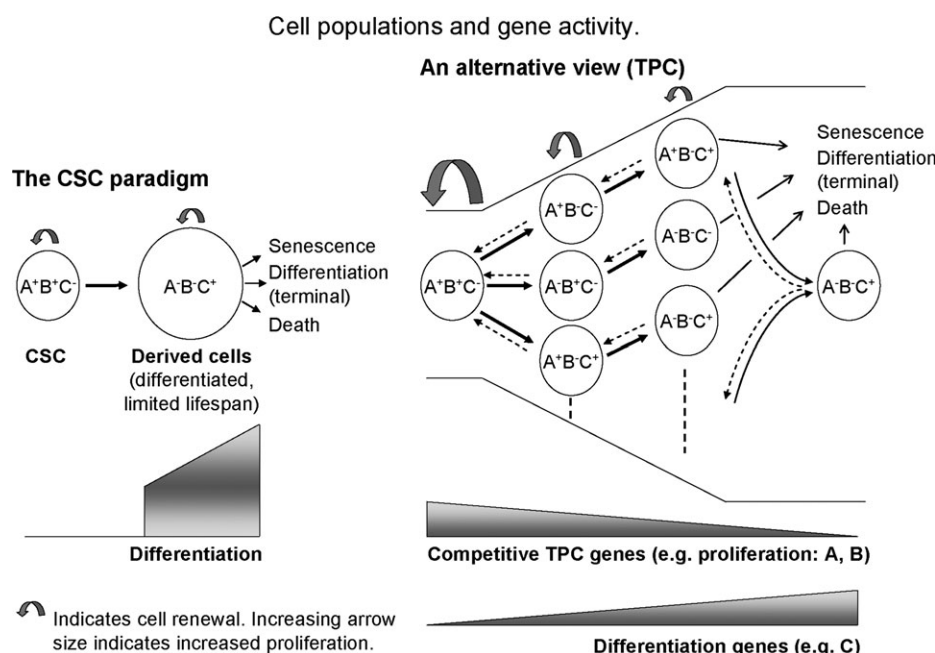 Cell populations and gene activity.
An alternative view (TPC)
The CSC paradigm
A⁺B⁺C⁻
CSC
A⁻B⁻C⁺
Derived cells
(differentiated,
limited lifespan)
Senescence
Differentiation
(terminal)
Death
Differentiation
A⁺B⁺C⁻
A⁺B⁻C⁻
A⁻B⁺C⁻
A⁺B⁻C⁺
A⁺B⁻C⁺
A⁻B⁻C⁻
A⁻B⁻C⁺
Senescence
Differentiation
(terminal)
Death
A⁻B⁻C⁺
Competitive TPC genes (e.g. proliferation: A, B)
Differentiation genes (e.g. C)
Indicates cell renewal. Increasing arrow
size indicates increased proliferation.